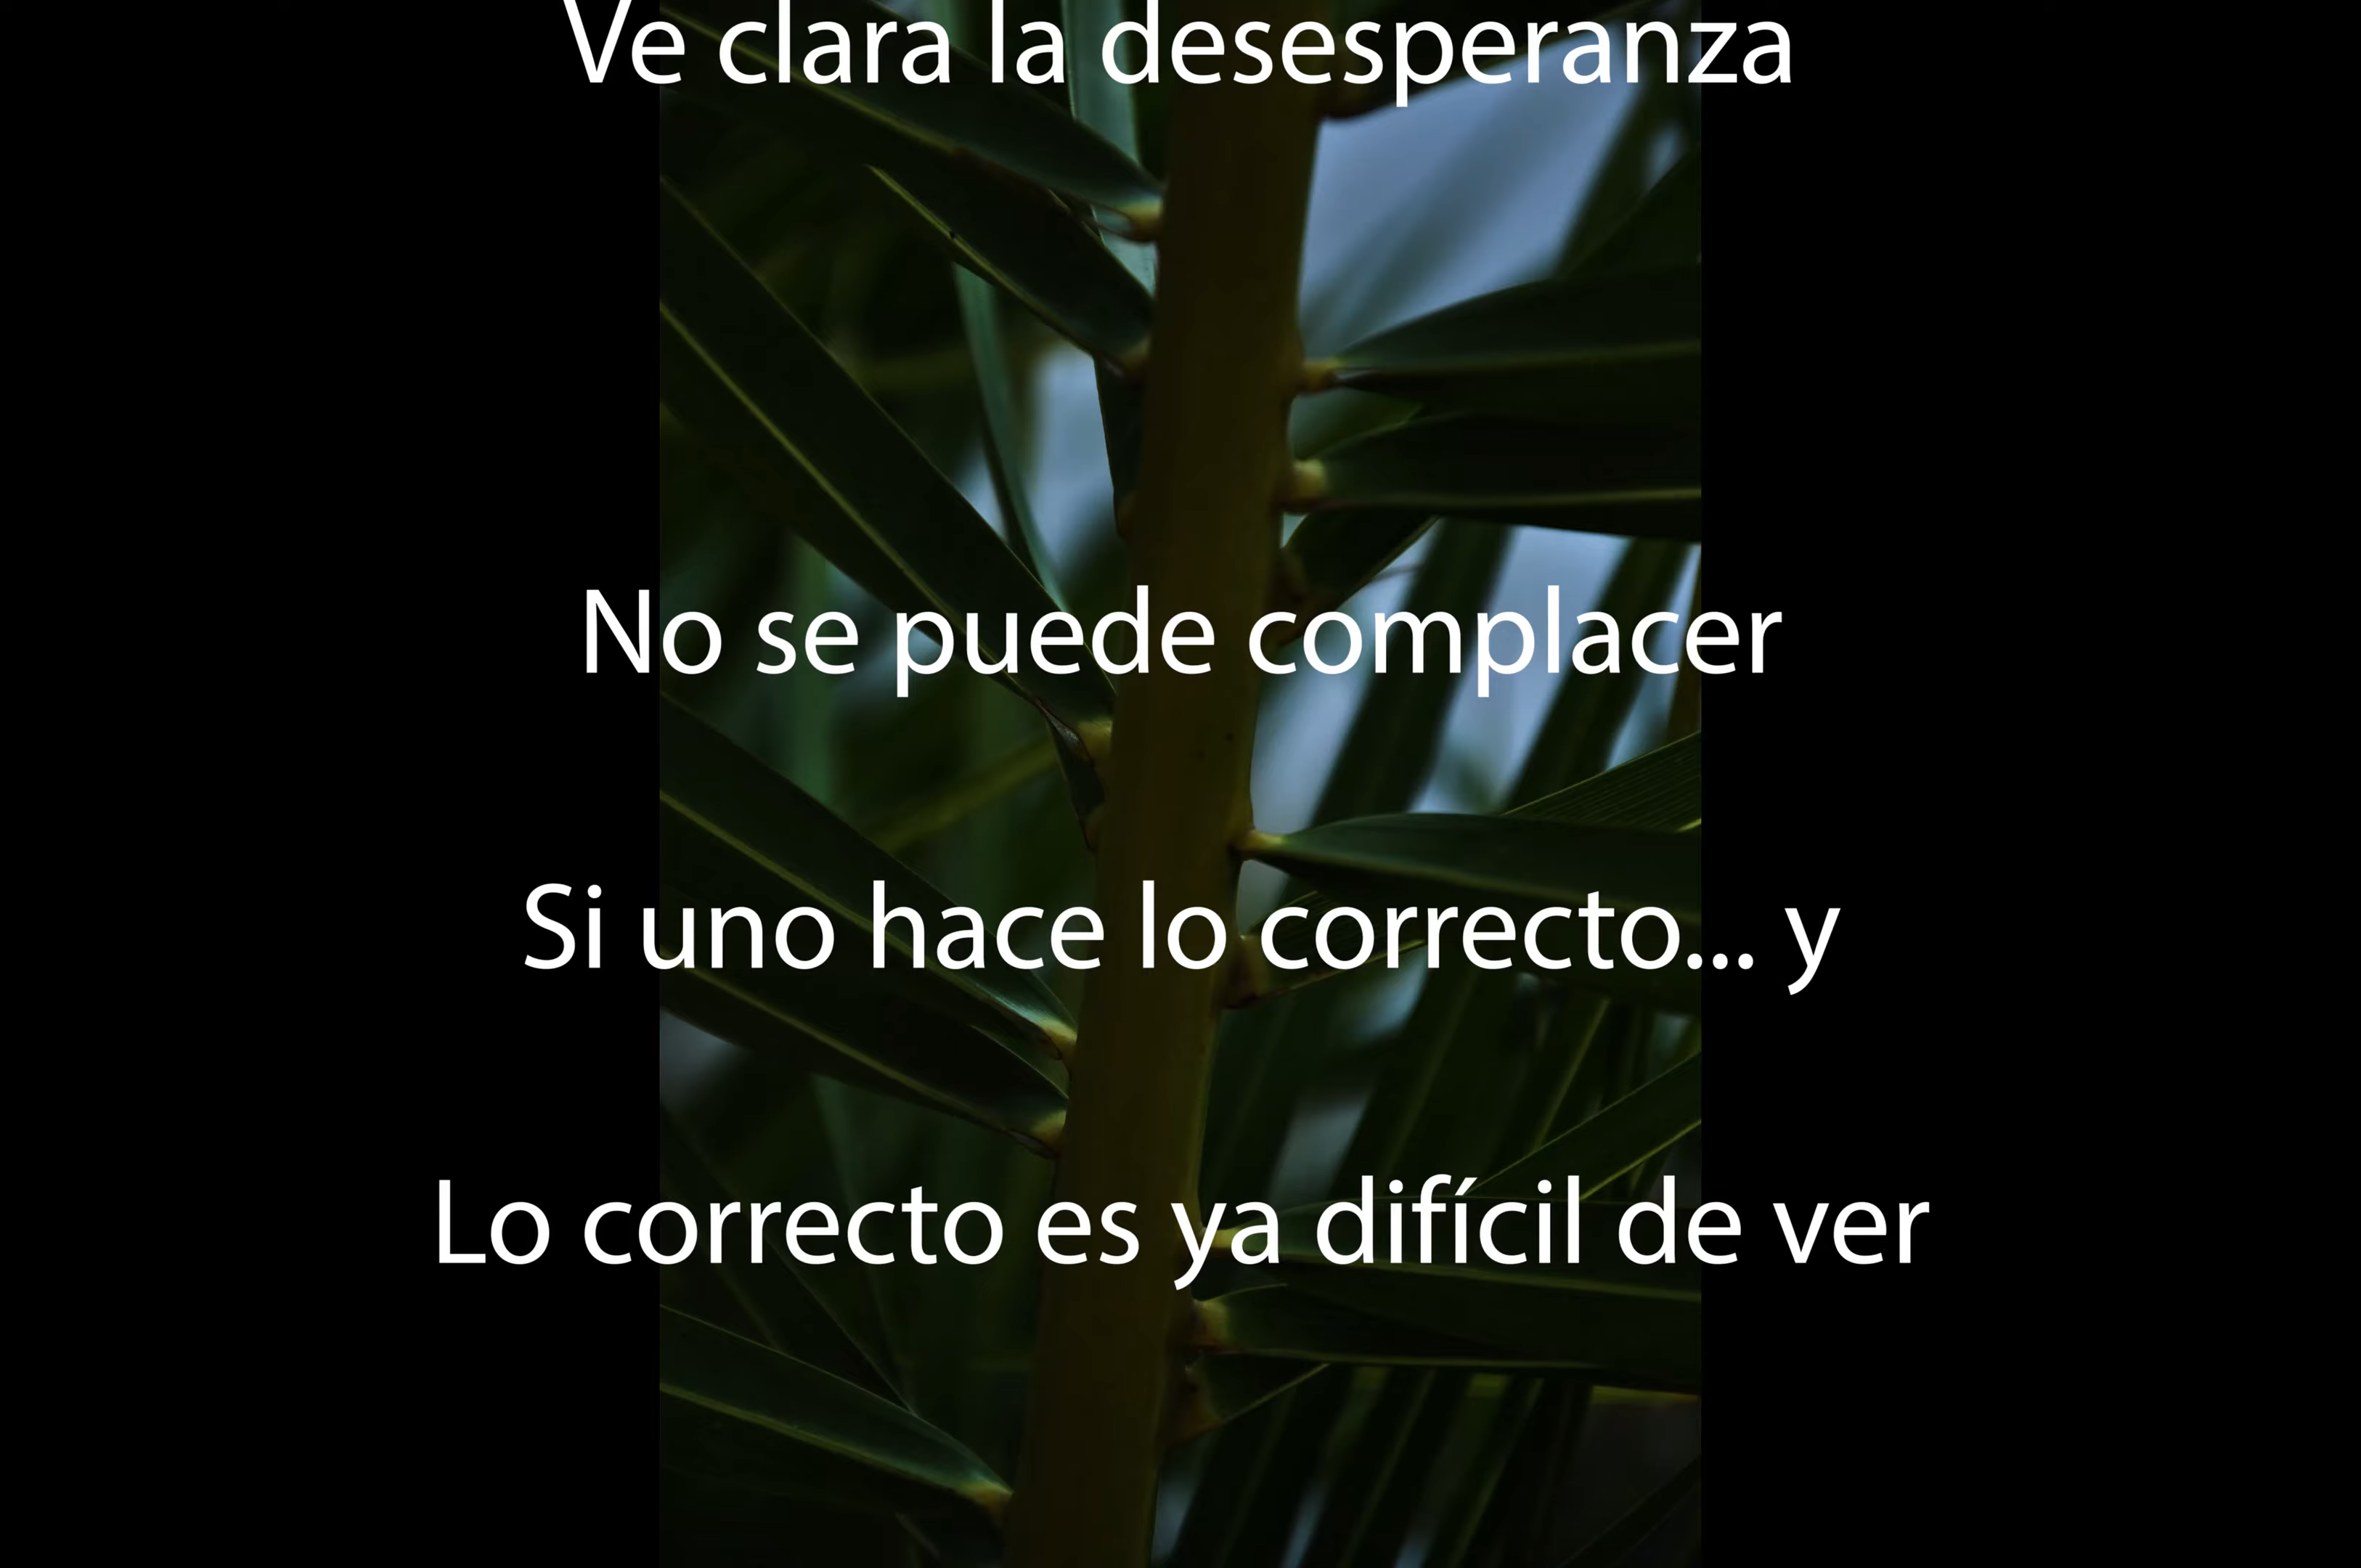 Ve clara la desesperanza
No se puede complacer
Si uno hace lo correcto... y
Lo correcto es ya difícil de ver